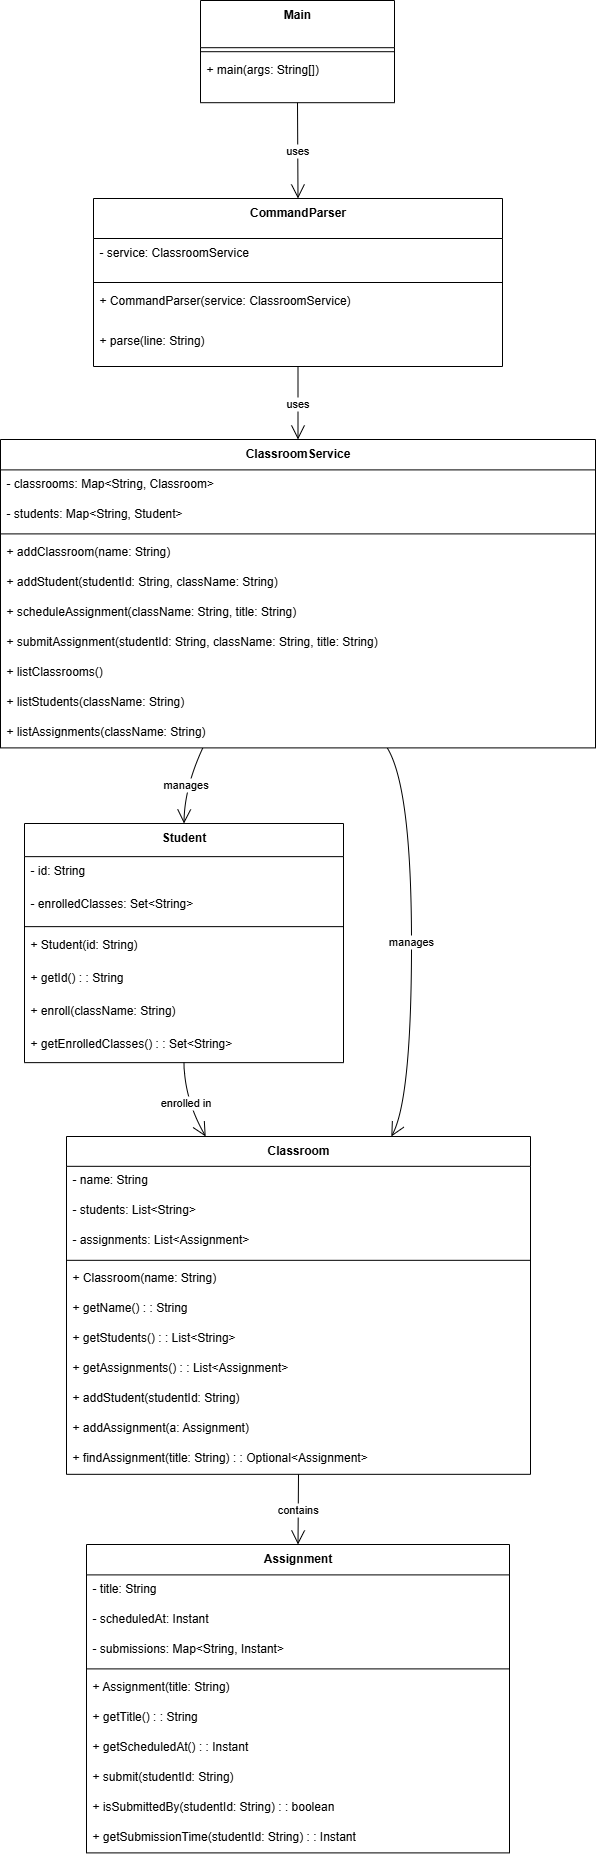 Main
+ main(args: String[])
uses
CommandParser
- service: ClassroomService
+ CommandParser(service: ClassroomService)
+ parse(line: String)
uses
ClassroomService
- classrooms: Map<String, Classroom>
- students: Map<String, Student>
+ addClassroom(name: String)
+ addStudent(studentId: String, className: String)
+ scheduleAssignment(className: String, title: String)
+ submitAssignment(studentId: String, className: String, title: String)
+ listClassrooms()
+ listStudents(className: String)
+ listAssignments(className: String)
manages
Student
- id: String
- enrolledClasses: Set<String>
+ Student(id: String)
+ getId() : : String
+ enroll(className: String)
+ getEnrolledClasses() : : Set<String>
manages
enrolled in
Classroom
- name: String
- students: List<String>
- assignments: List<Assignment>
+ Classroom(name: String)
+ getName() : : String
+ getStudents() : : List<String>
+ getAssignments() : : List<Assignment>
+ addStudent(studentId: String)
+ addAssignment(a: Assignment)
+ findAssignment(title: String) : : Optional<Assignment>
contains
Assignment
- title: String
- scheduledAt: Instant
- submissions: Map<String, Instant>
+ Assignment(title: String)
+ getTitle() : : String
+ getScheduledAt() : : Instant
+ submit(studentId: String)
+ isSubmittedBy(studentId: String) : : boolean
+ getSubmissionTime(studentId: String) : : Instant